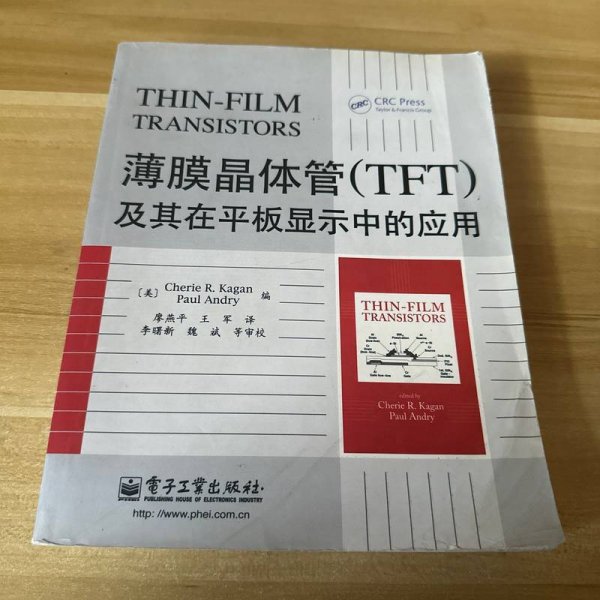 THIN-FILM
TRANSISTORS
CRC
CRC Press
Taylor & Francis Group
薄膜晶体管(TFT)
及其在平板显示中的应用
〔美〕 Cherie R. Kagan
Paul Andry 编
廖燕平 王 军 译
李曙新 魏 斌 等审校
THIN-FILM
TRANSISTORS
edited by
Cherie R. Kagan
Paul Andry
電子工業出版社·
PUBLISHING HOUSE OF ELECTRONICS INDUSTRY
http: //www.phei.com.cn